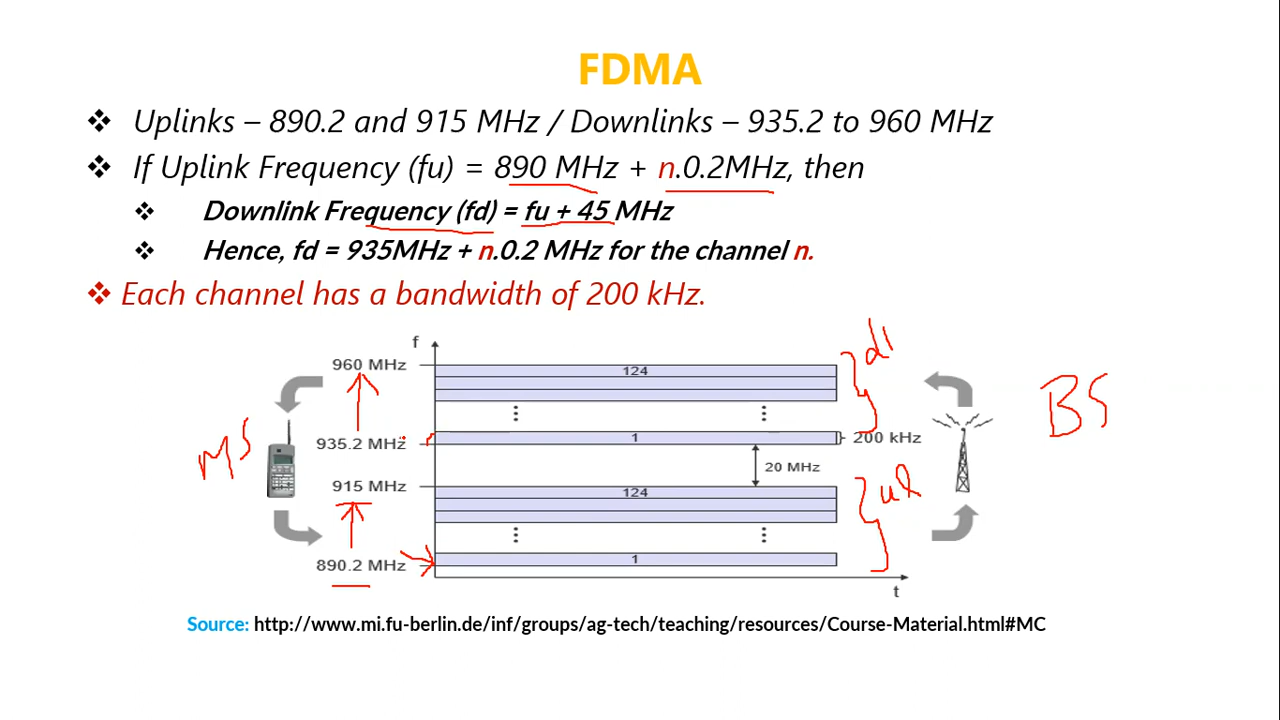 FDMA
❖ Uplinks – 890.2 and 915 MHz / Downlinks – 935.2 to 960 MHz
❖ If Uplink Frequency (fu) = 890 MHz + n.0.2MHz, then
❖ Downlink Frequency (fd) = fu + 45 MHz
❖ Hence, fd = 935MHz + n.0.2 MHz for the channel n.
❖ Each channel has a bandwidth of 200 kHz.
f
dl
960 MHz
124
BS
MS
935.2 MHz
1
200 kHz
20 MHz
915 MHz
124
ul
890.2 MHz
1
t
Source: http://www.mi.fu-berlin.de/inf/groups/ag-tech/teaching/resources/Course-Material.html#MC